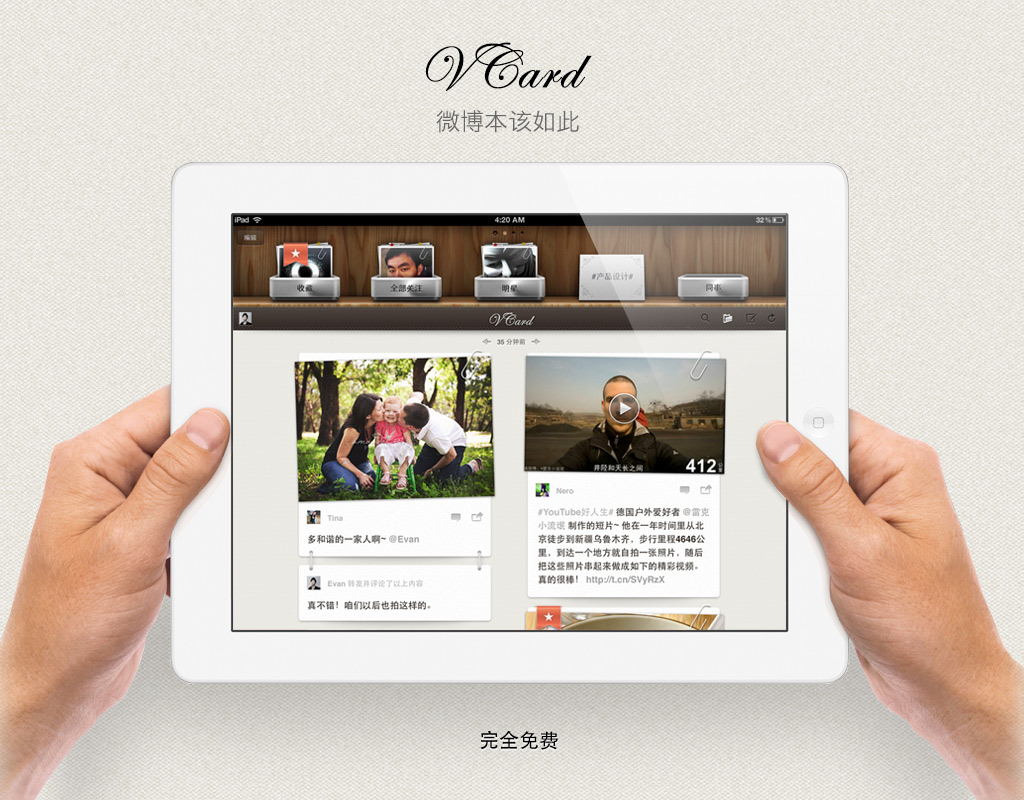 VCard
微博本该如此
iPad
4:20 AM
32%
编辑
收藏
全部关注
明星
#产品设计#
同事
VCard
35 分钟前
井陉和天长之间
412
Tina
多和谐的一家人啊~ @Evan
Evan 转发并评论了以上内容
真不错！咱们以后也拍这样的。
Nero
#YouTube好人生# 德国户外爱好者 @雷克
小流氓 制作的短片~ 他在一年时间里从北
京徒步到新疆乌鲁木齐，步行里程4646公
里，到达一个地方就自拍一张照片，随后
把这些照片串起来做成如下的精彩视频。
真的很棒！ http://t.cn/SVyRzX
完全免费